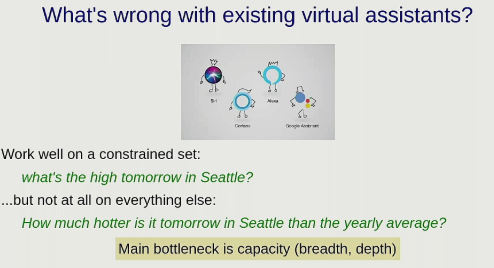 What's wrong with existing virtual assistants?
Siri
Alexa
Cortana
Google Assistant
Work well on a constrained set:
what's the high tomorrow in Seattle?
...but not at all on everything else:
How much hotter is it tomorrow in Seattle than the yearly average?
Main bottleneck is capacity (breadth, depth)